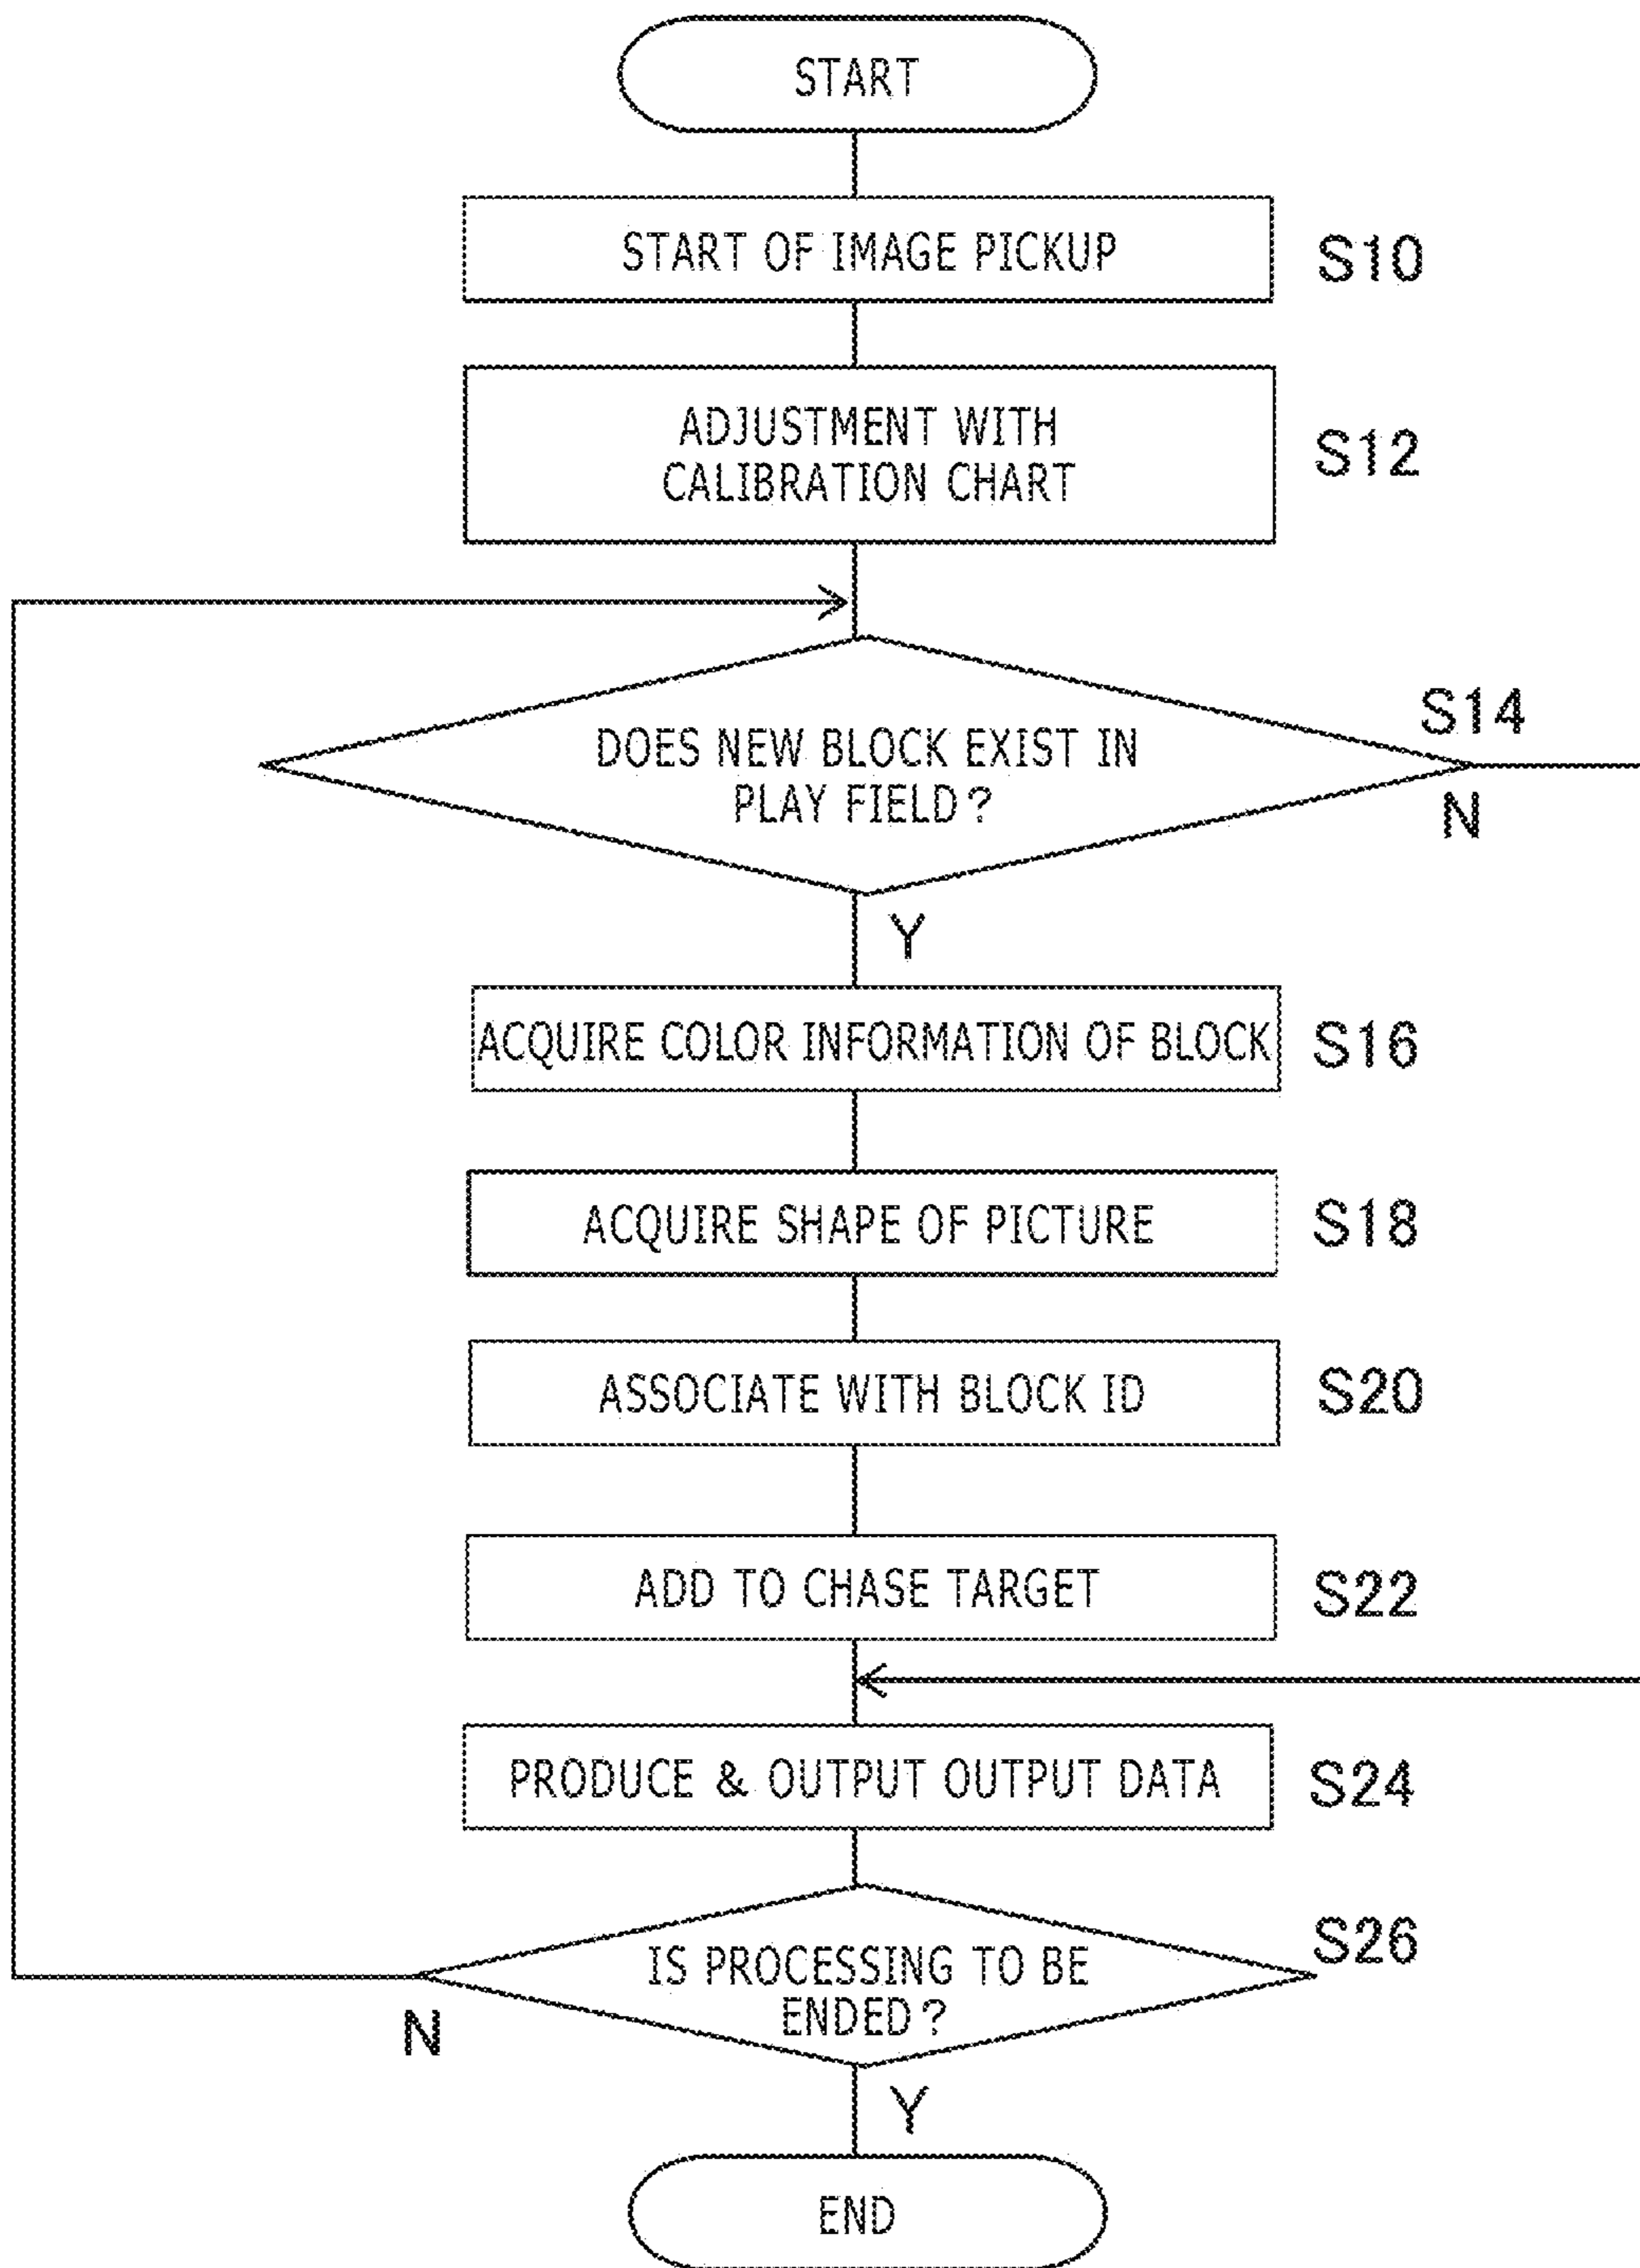 START
START OF IMAGE PICKUP
S10
ADJUSTMENT WITH
CALIBRATION CHART
S12
DOES NEW BLOCK EXIST IN
PLAY FIELD?
S14
N
Y
ACQUIRE COLOR INFORMATION OF BLOCK
S16
ACQUIRE SHAPE OF PICTURE
S18
ASSOCIATE WITH BLOCK ID
S20
ADD TO CHASE TARGET
S22
PRODUCE & OUTPUT OUTPUT DATA
S24
IS PROCESSING TO BE
ENDED?
S26
N
Y
END